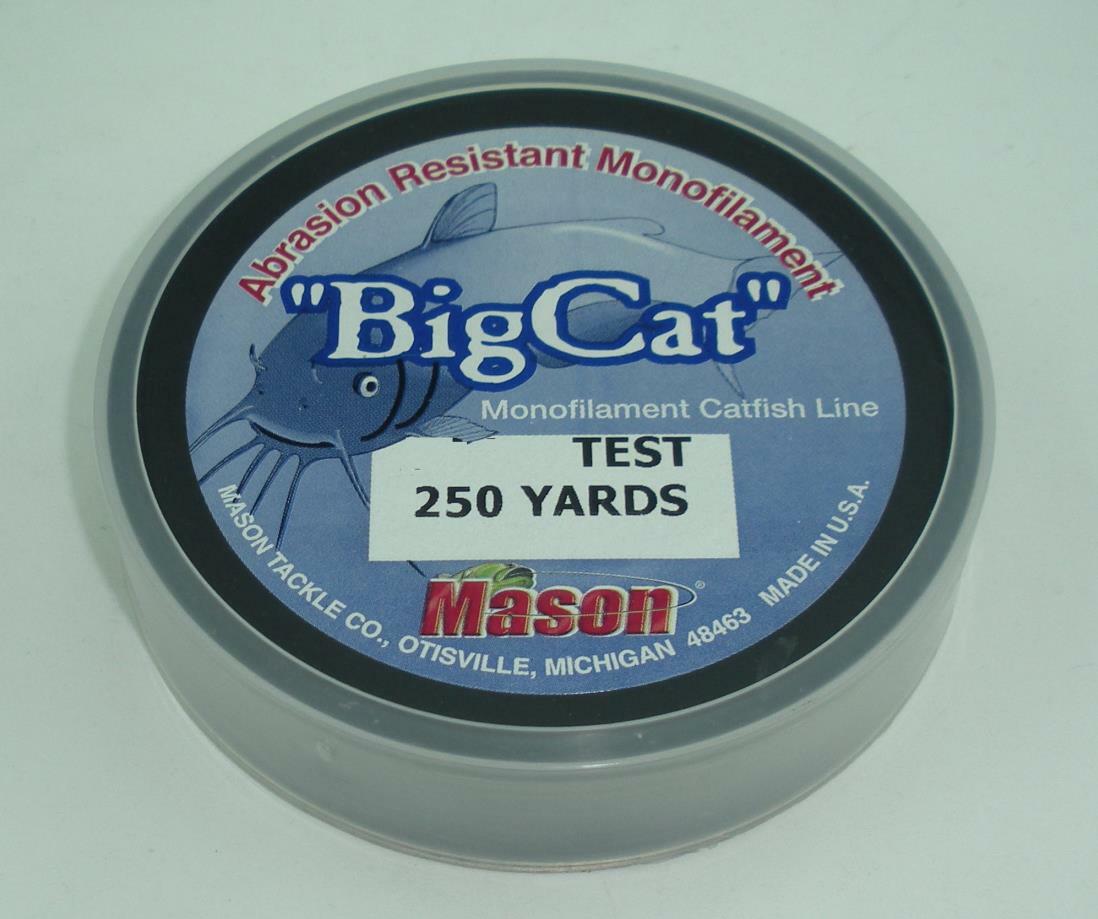 Abrasion Resistant Monofilament
"BigCat"
Monofilament Catfish Line
TEST
250 YARDS
Mason®
MASON TACKLE CO., OTISVILLE, MICHIGAN 48463 MADE IN U.S.A.